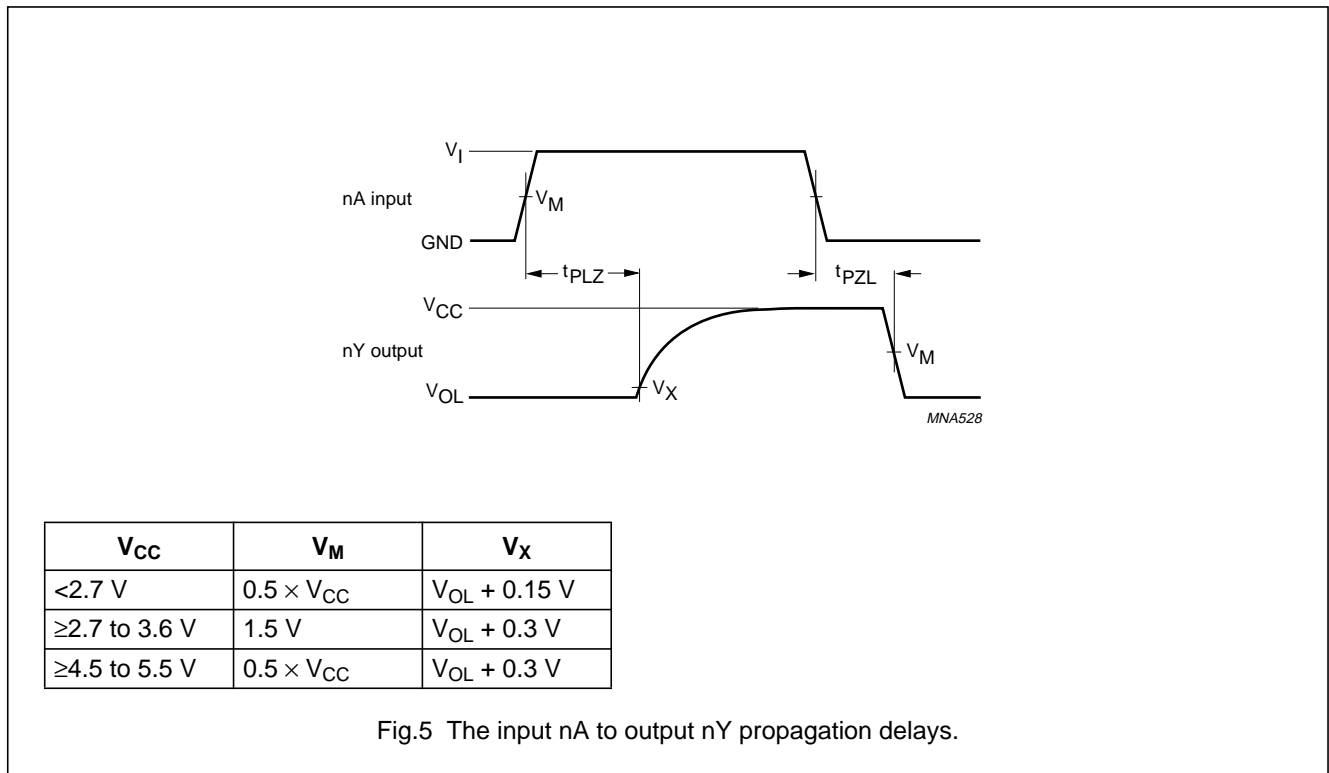 V_I
nA input
V_M
GND
t_PLZ
t_PZL
V_CC
nY output
V_M
V_OL
V_X
MNA528
V_CC V_M V_X
<2.7 V 0.5 × V_CC V_OL + 0.15 V
≥2.7 to 3.6 V 1.5 V V_OL + 0.3 V
≥4.5 to 5.5 V 0.5 × V_CC V_OL + 0.3 V
Fig.5 The input nA to output nY propagation delays.